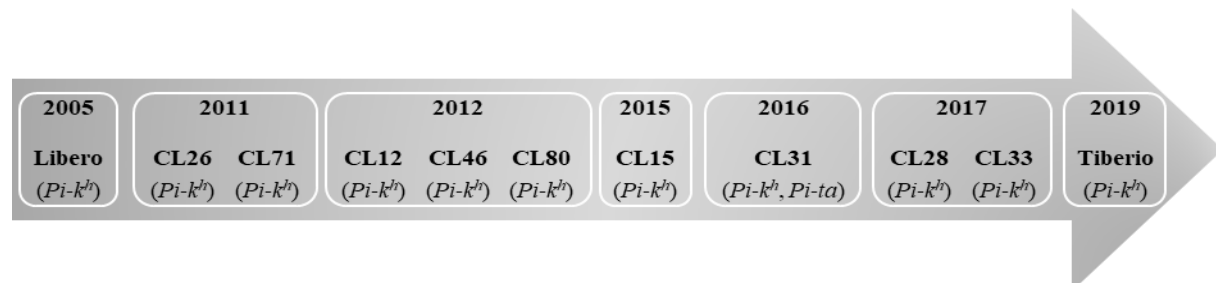 2005 2011 2012 2015 2016 2017 2019
Libero CL26 CL71 CL12 CL46 CL80 CL15 CL31 CL28 CL33 Tiberio
(Pi-kʰ) (Pi-kʰ) (Pi-kʰ) (Pi-kʰ) (Pi-kʰ) (Pi-kʰ) (Pi-kʰ) (Pi-kʰ, Pi-ta) (Pi-kʰ) (Pi-kʰ) (Pi-kʰ)